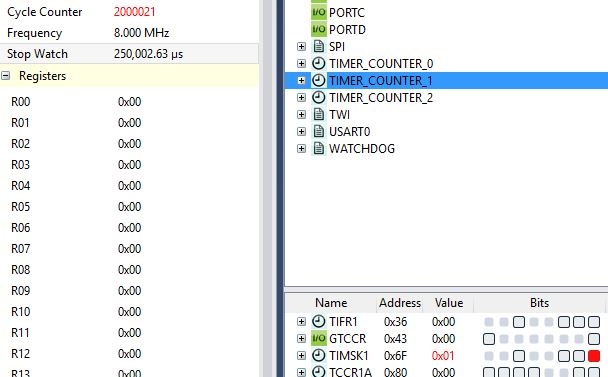 Cycle Counter 2000021
Frequency 8.000 MHz
Stop Watch 250,002.63 µs
Registers
R00 0x00
R01 0x00
R02 0x00
R03 0x00
R04 0x00
R05 0x00
R06 0x00
R07 0x00
R08 0x00
R09 0x00
R10 0x00
R11 0x00
R12 0x00
R13 0x00
I/O PORTC
I/O PORTD
SPI
TIMER_COUNTER_0
TIMER_COUNTER_1
TIMER_COUNTER_2
TWI
USART0
WATCHDOG
Name Address Value Bits
TIFR1 0x36 0x00
I/O GTCCR 0x43 0x00
TIMSK1 0x6F 0x01
TCCR1A 0x80 0x00